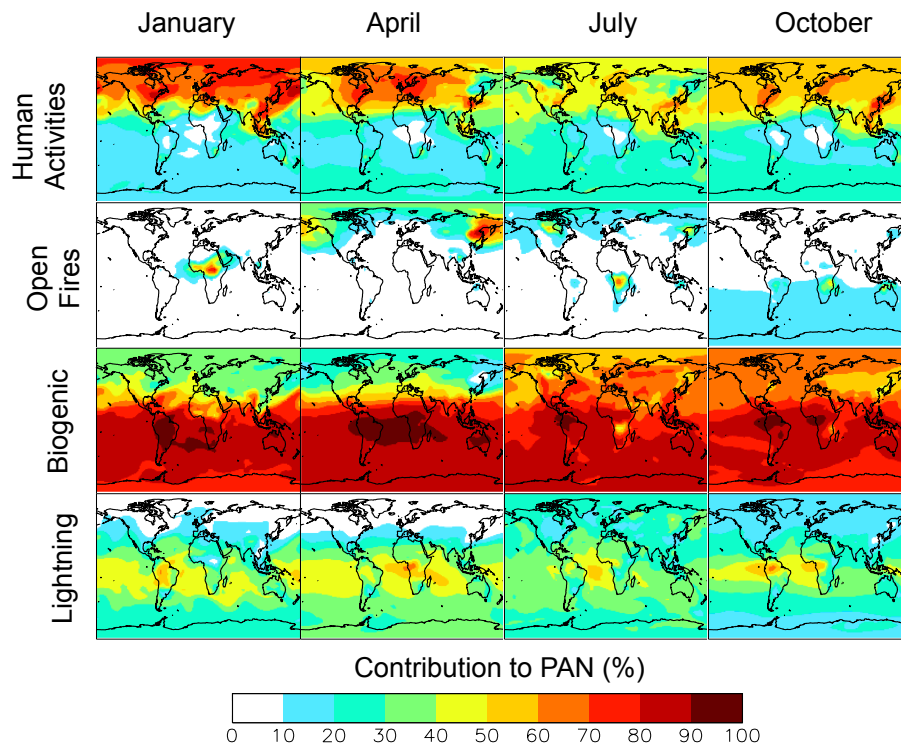 January April July October
Human
Activities
Open
Fires
Biogenic
Lightning
Contribution to PAN (%)
0 10 20 30 40 50 60 70 80 90 100